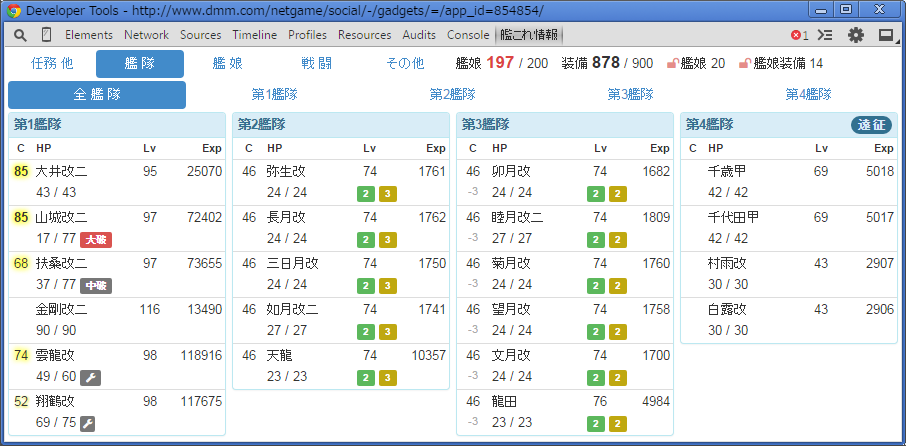 Developer Tools - http://www.dmm.com/netgame/social/-/gadgets/=/app_id=854854/
Elements Network Sources Timeline Profiles Resources Audits Console 艦これ情報 1
任務 他 艦 隊 艦 娘 戦 闘 その他 艦娘 197 / 200 装備 878 / 900 艦娘 20 艦娘装備 14
全 艦 隊 第1艦隊 第2艦隊 第3艦隊 第4艦隊
第1艦隊
C HP Lv Exp
85 大井改二 95 25070
43 / 43
85 山城改二 97 72402
17 / 77 大破
68 扶桑改二 97 73655
37 / 77 中破
金剛改二 116 13490
90 / 90
74 雲龍改 98 118916
49 / 60
52 翔鶴改 98 117675
69 / 75
第2艦隊
C HP Lv Exp
46 弥生改 74 1761
24 / 24 2 3
46 長月改 74 1762
24 / 24 2 3
46 三日月改 74 1750
24 / 24 2 3
46 如月改二 74 1741
27 / 27 2 3
46 天龍 74 10357
23 / 23 2 3
第3艦隊
C HP Lv Exp
46 卯月改 74 1682
-3 24 / 24 2 2
46 睦月改二 74 1809
-3 27 / 27 2 2
46 菊月改 74 1760
-3 24 / 24 2 2
46 望月改 74 1758
-3 24 / 24 2 2
46 文月改 74 1700
-3 24 / 24 2 2
46 龍田 76 4984
-3 23 / 23 2 2
第4艦隊 遠征
C HP Lv Exp
千歳甲 69 5018
42 / 42
千代田甲 69 5017
42 / 42
村雨改 43 2907
30 / 30
白露改 43 2906
30 / 30